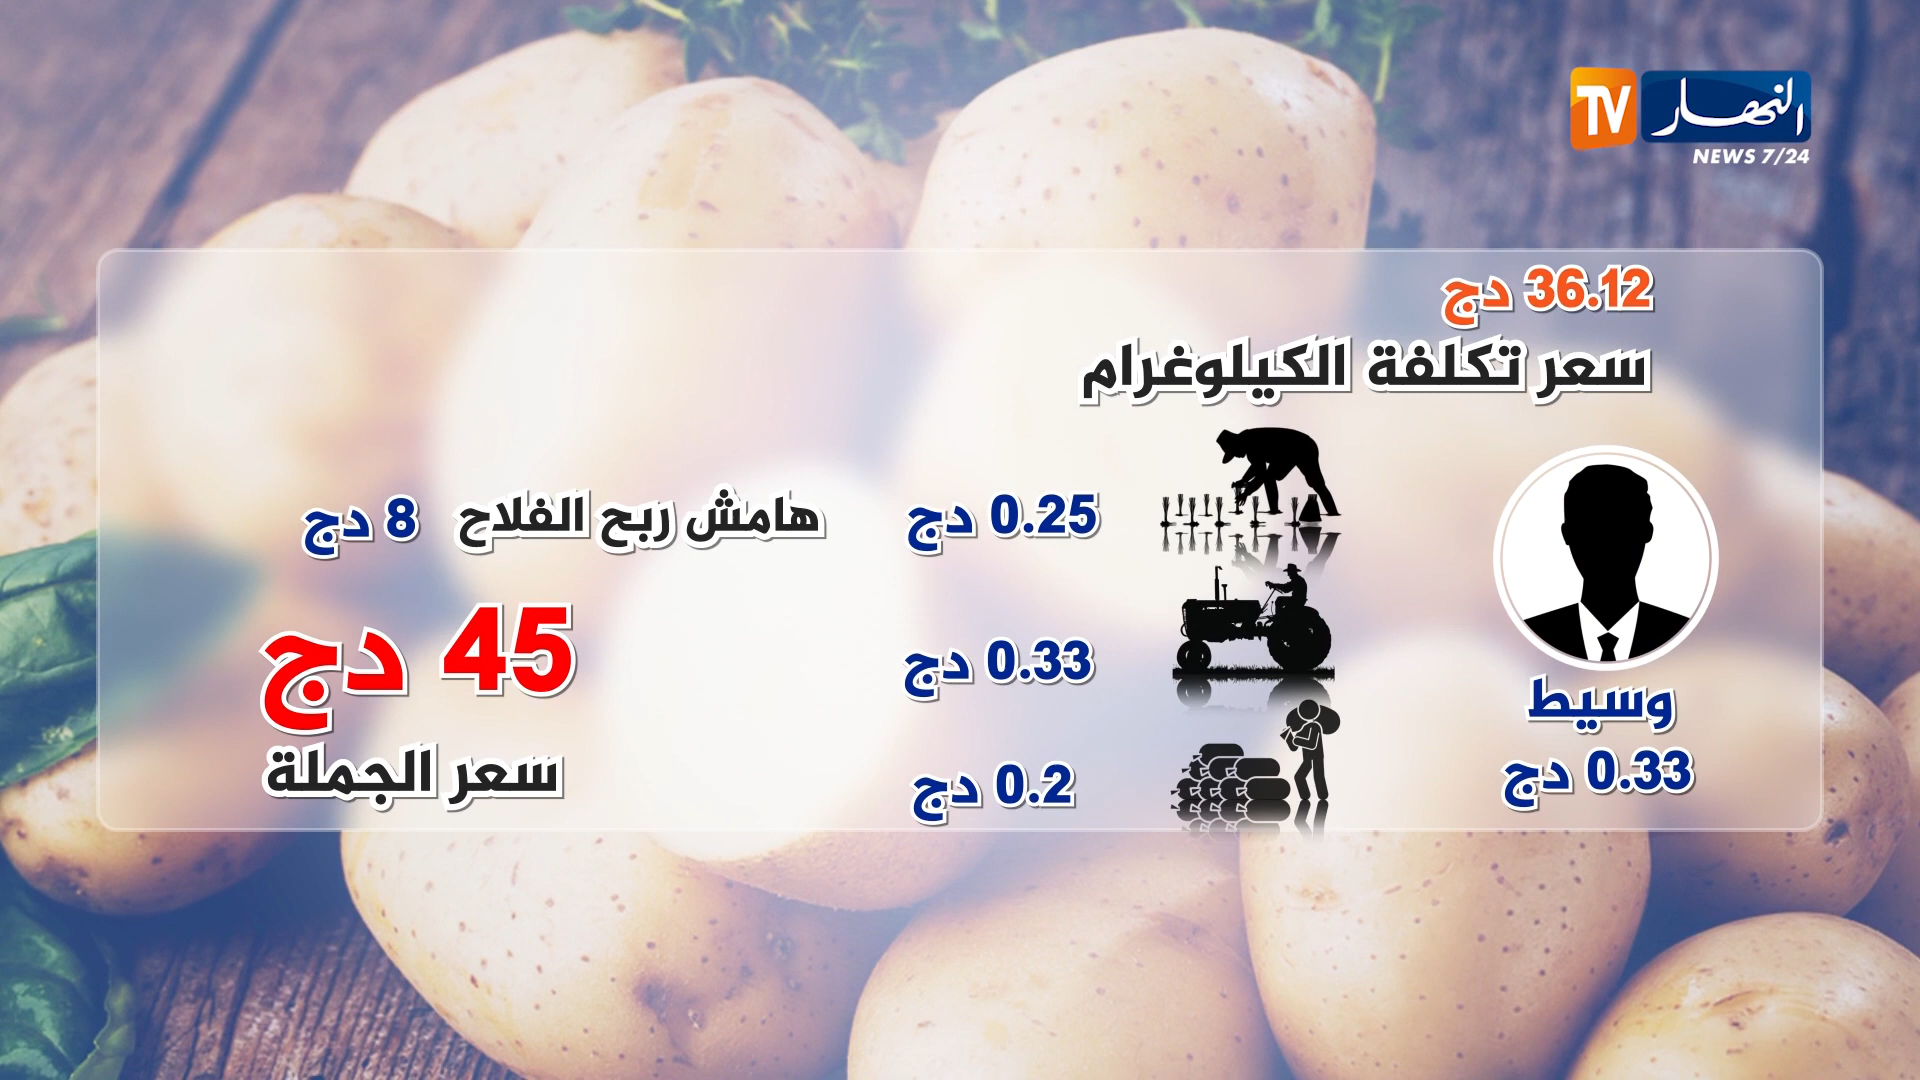 النهار TV
NEWS 7/24
36.12 دج
سعر تكلفة الكيلوغرام
وسيط
0.33 دج
0.25 دج
0.33 دج
0.2 دج
هامش ربح الفلاح 8 دج
45 دج
سعر الجملة